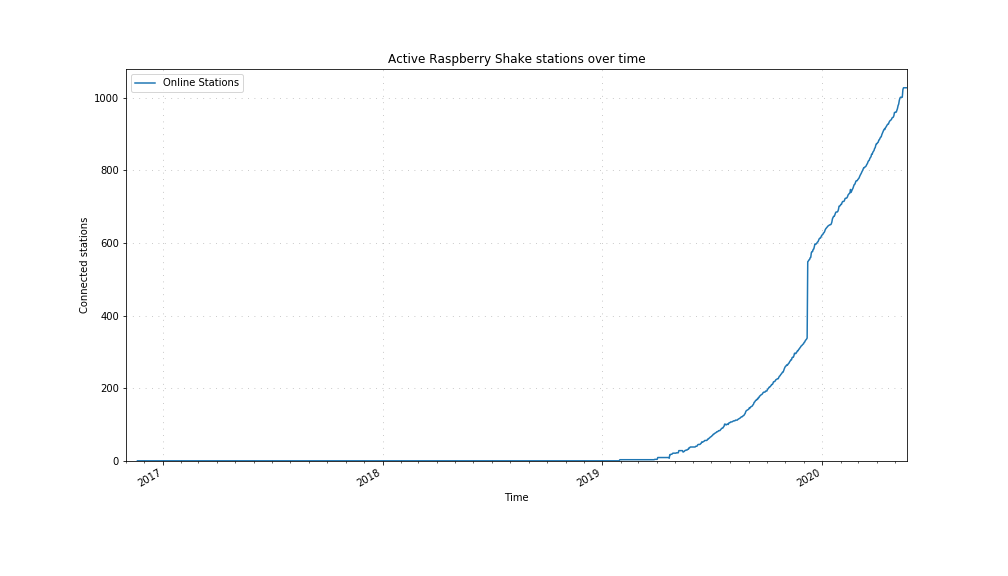 Active Raspberry Shake stations over time
Online Stations
1000
800
600
400
200
0
Connected stations
2017
2018
2019
2020
Time